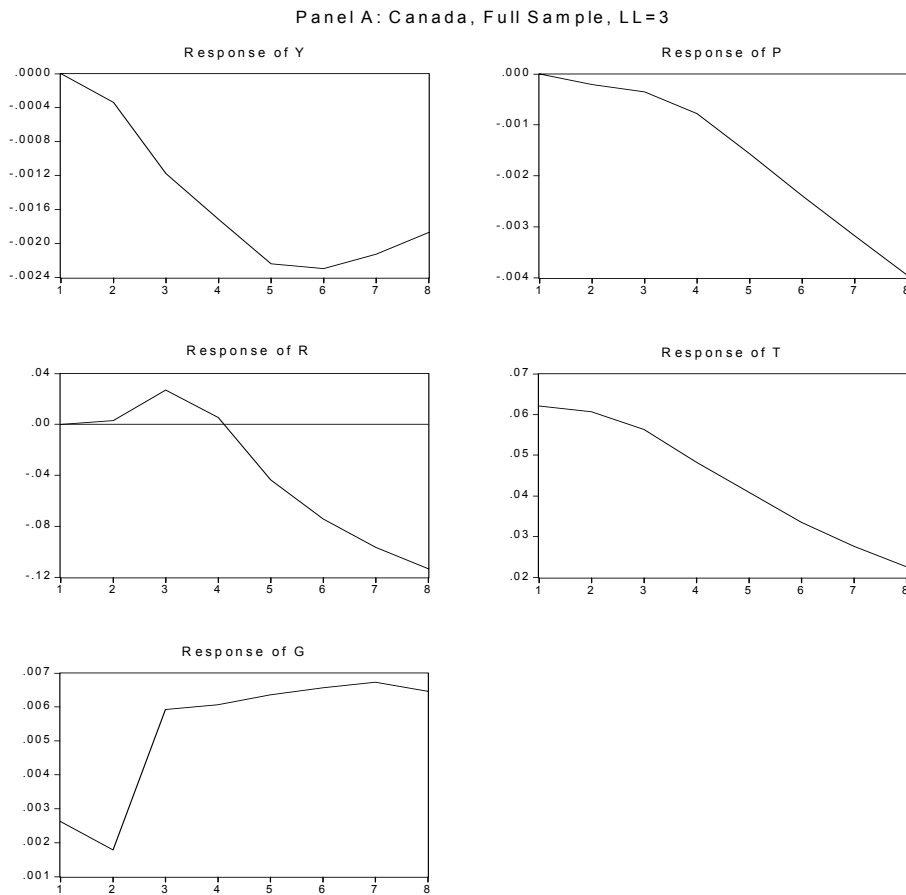 Panel A: Canada, Full Sample, LL=3
Response of Y
.0000
-.0004
-.0008
-.0012
-.0016
-.0020
-.0024
1 2 3 4 5 6 7 8
Response of P
.000
-.001
-.002
-.003
-.004
1 2 3 4 5 6 7 8
Response of R
.04
.00
-.04
-.08
-.12
1 2 3 4 5 6 7 8
Response of T
.07
.06
.05
.04
.03
.02
1 2 3 4 5 6 7 8
Response of G
.007
.006
.005
.004
.003
.002
.001
1 2 3 4 5 6 7 8